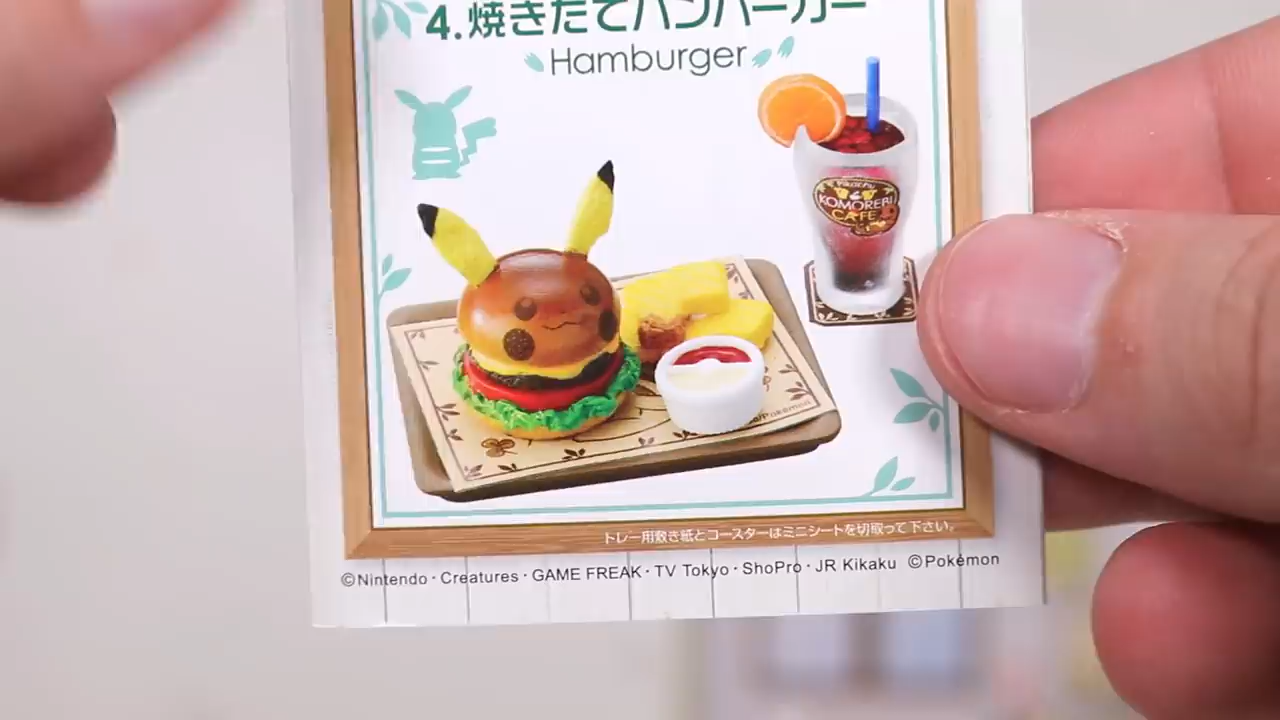 4.焼きたてハンバーガー
Hamburger
Pikachu
KOMOREBI
CAFE
トレー用敷き紙とコースターはミニシートを切取って下さい。
©Nintendo・Creatures・GAME FREAK・TV Tokyo・ShoPro・JR Kikaku ©Pokémon